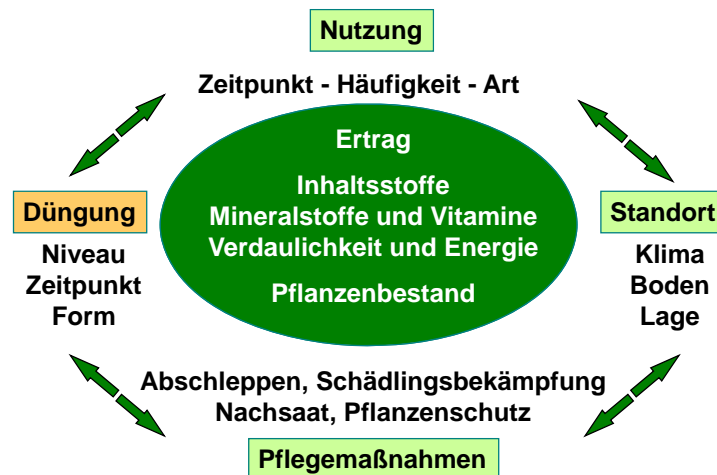 Nutzung
Zeitpunkt - Häufigkeit - Art
Ertrag
Inhaltsstoffe
Mineralstoffe und Vitamine
Verdaulichkeit und Energie
Pflanzenbestand
Düngung
Niveau
Zeitpunkt
Form
Standort
Klima
Boden
Lage
Abschleppen, Schädlingsbekämpfung
Nachsaat, Pflanzenschutz
Pflegemaßnahmen